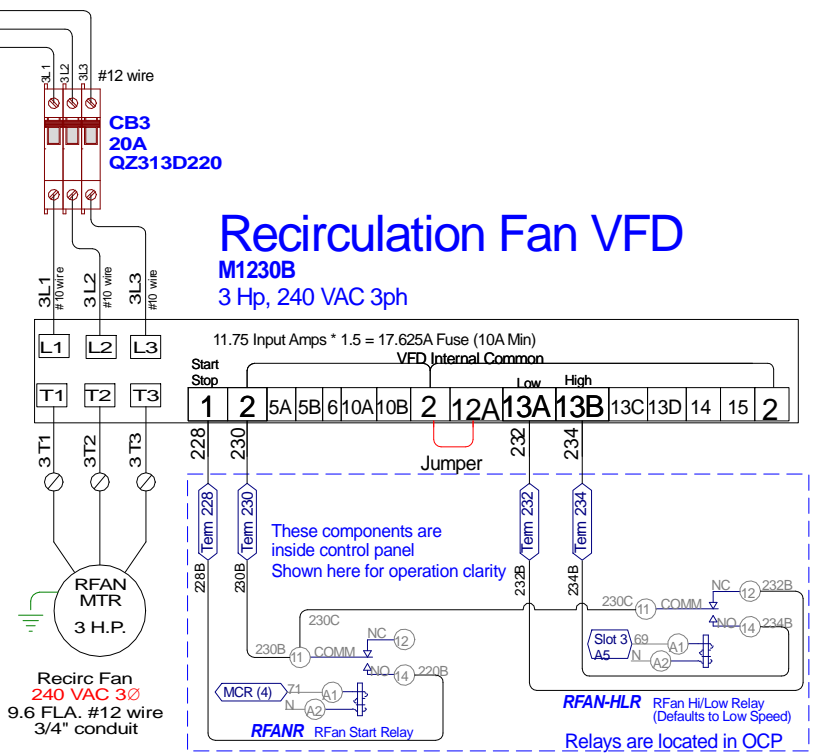 3L1 3L2 3L3 #12 wire
CB3
20A
QZ313D220
Recirculation Fan VFD
M1230B
3 Hp, 240 VAC 3ph
3L1 #10 wire 3L2 #10 wire 3L3 #10 wire
11.75 Input Amps * 1.5 = 17.625A Fuse (10A Min)
VFD Internal Common
L1 L2 L3
Start
Stop
Low High
T1 T2 T3
1 2 5A 5B 6 10A 10B 2 12A 13A 13B 13C 13D 14 15 2
3T1 3T2 3T3
228 230 232 234
Jumper
Term 228 Term 230 Term 232 Term 234
These components are
inside control panel
Shown here for operation clarity
228B 230B 232B 234B
RFAN
MTR
3 H.P.
230C
230B 11 COMM NC 12
NO 14 220B
MCR (4) 71 A1
N A2
RFANR RFan Start Relay
230C 11 COMM NC 12 232B
NO 14 234B
Slot 3 69 A1
A5 N A2
RFAN-HLR RFan Hi/Low Relay
(Defaults to Low Speed)
Recirc Fan
240 VAC 3Ø
9.6 FLA. #12 wire
3/4" conduit
Relays are located in OCP